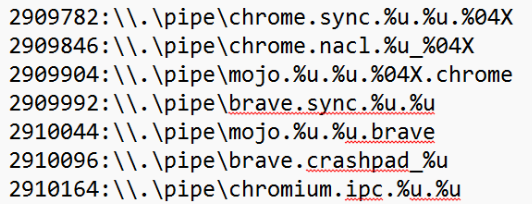 2909782:\\.\pipe\chrome.sync.%u.%u.%04X
2909846:\\.\pipe\chrome.nacl.%u_%04X
2909904:\\.\pipe\mojo.%u.%u.%04X.chrome
2909992:\\.\pipe\brave.sync.%u.%u
2910044:\\.\pipe\mojo.%u.%u.brave
2910096:\\.\pipe\brave.crashpad_%u
2910164:\\.\pipe\chromium.ipc.%u.%u